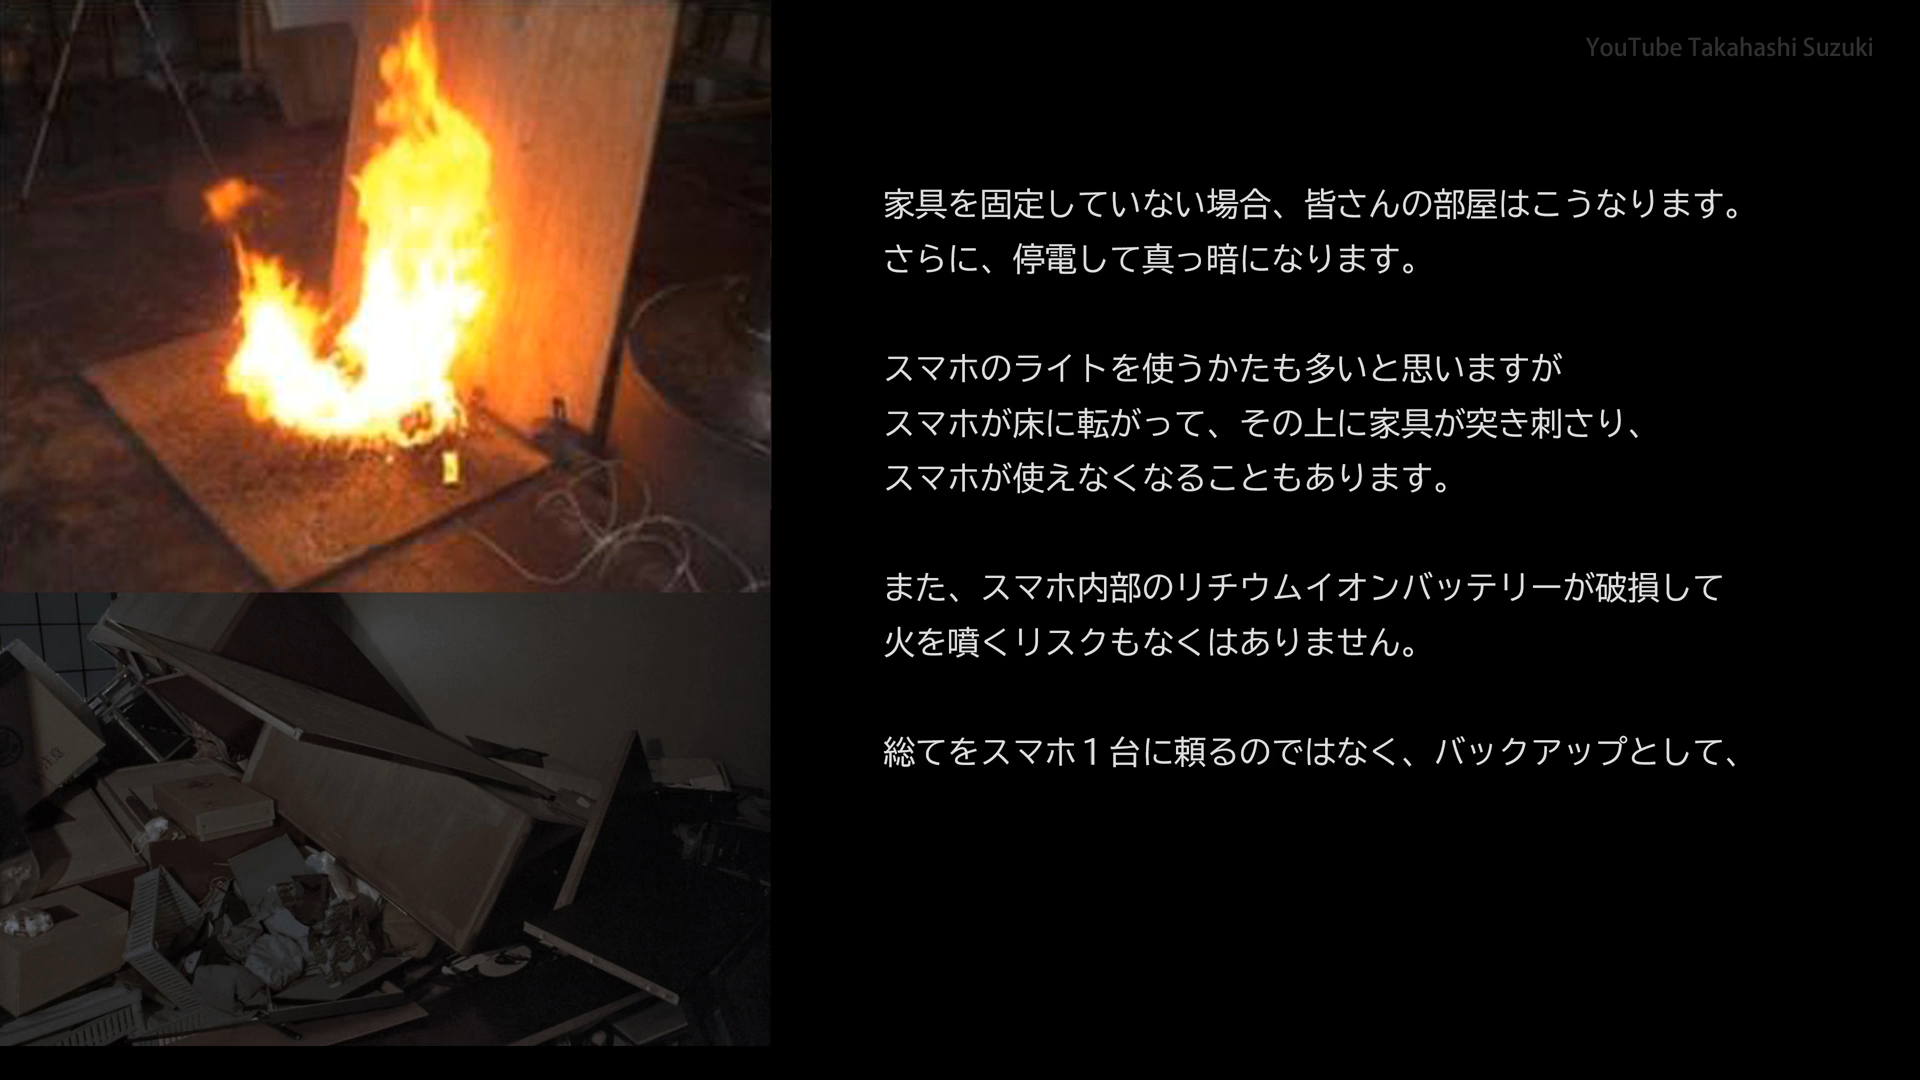 YouTube Takahashi Suzuki
家具を固定していない場合、皆さんの部屋はこうなります。
さらに、停電して真っ暗になります。
スマホのライトを使うかたも多いと思いますが
スマホが床に転がって、その上に家具が突き刺さり、
スマホが使えなくなることもあります。
また、スマホ内部のリチウムイオンバッテリーが破損して
火を噴くリスクもなくはありません。
総てをスマホ１台に頼るのではなく、バックアップとして、